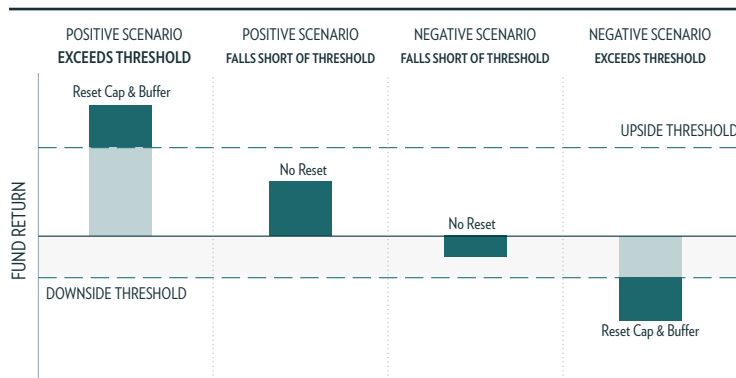 POSITIVE SCENARIO
EXCEEDS THRESHOLD
POSITIVE SCENARIO
FALLS SHORT OF THRESHOLD
NEGATIVE SCENARIO
FALLS SHORT OF THRESHOLD
NEGATIVE SCENARIO
EXCEEDS THRESHOLD
Reset Cap & Buffer
UPSIDE THRESHOLD
No Reset
No Reset
FUND RETURN
DOWNSIDE THRESHOLD
Reset Cap & Buffer